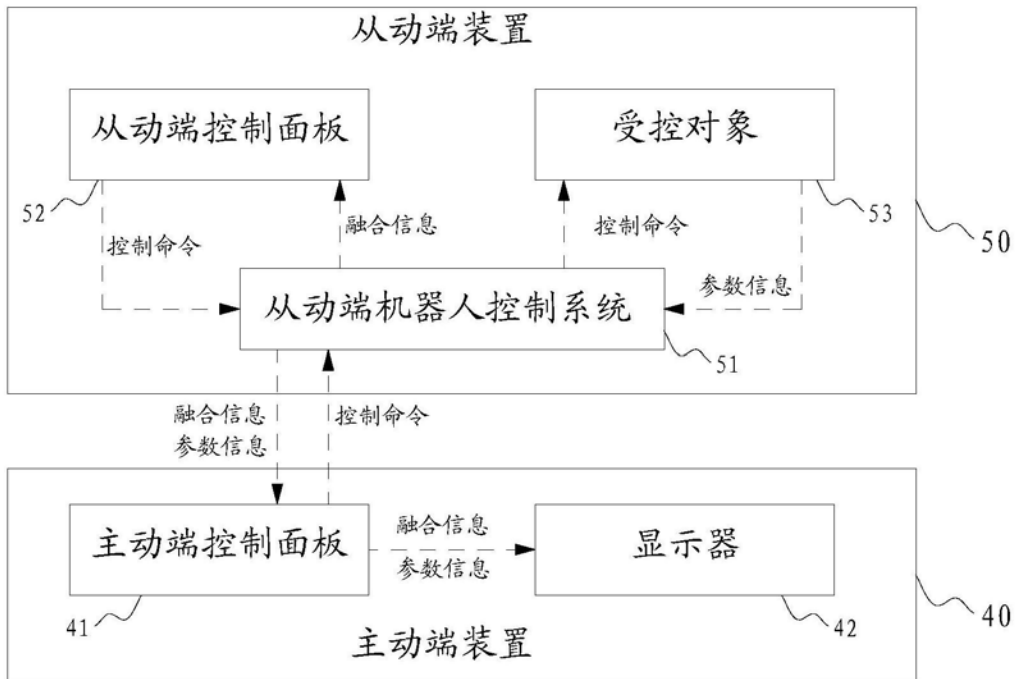 从动端装置
从动端控制面板
受控对象
52
53
50
控制命令
融合信息
控制命令
参数信息
从动端机器人控制系统
51
融合信息
参数信息
控制命令
主动端控制面板
融合信息
参数信息
显示器
41
42
40
主动端装置